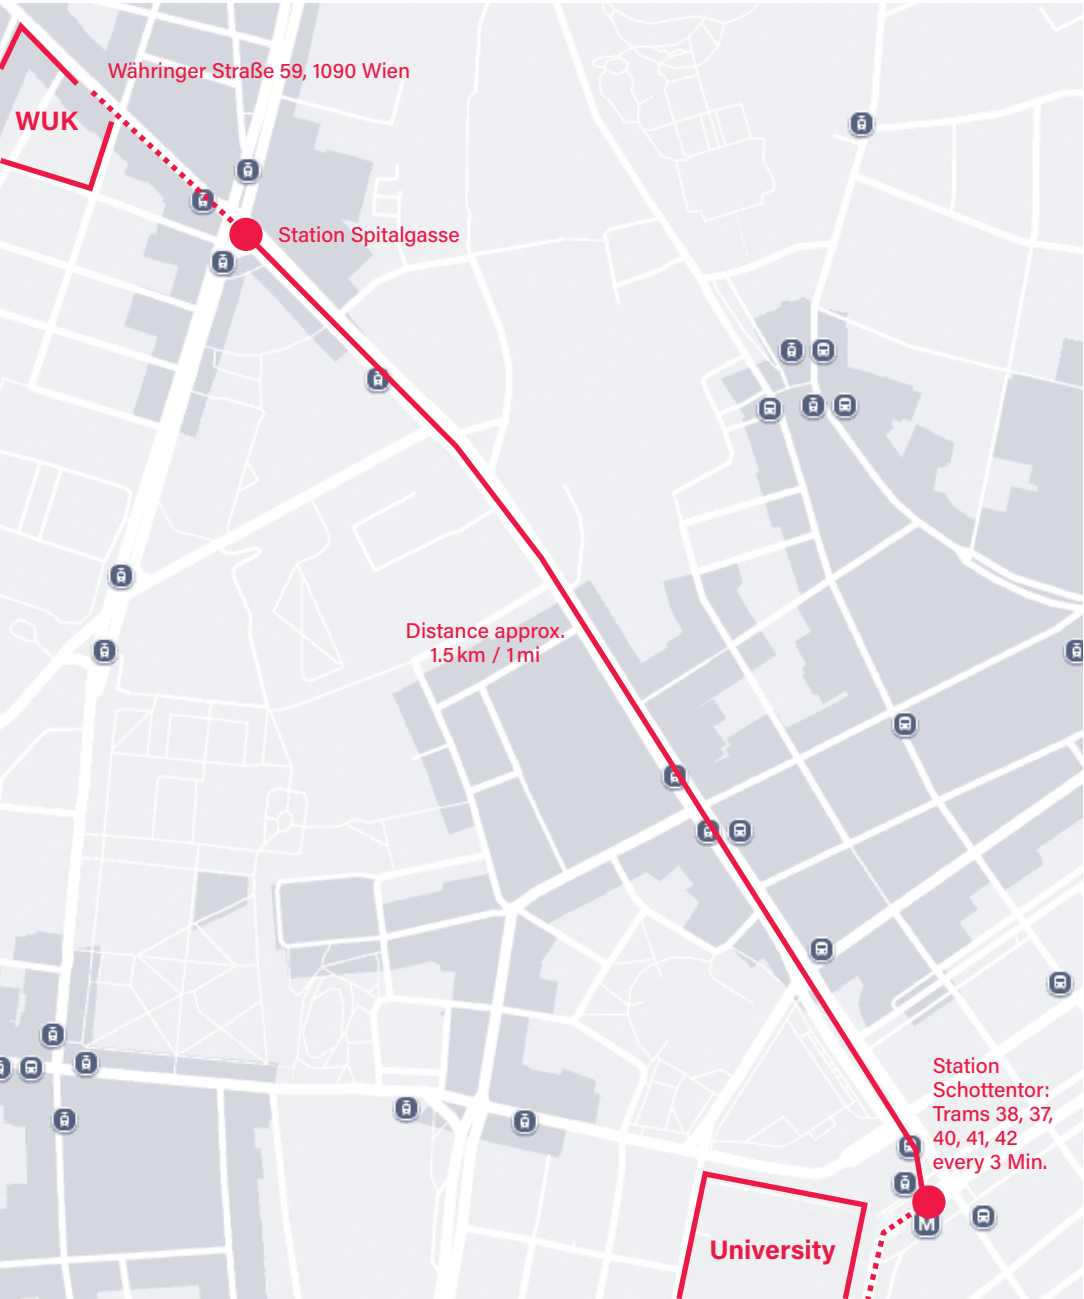 Währinger Straße 59, 1090 Wien
WUK
Station Spitalgasse
Distance approx.
1.5 km / 1 mi
Station
Schottentor:
Trams 38, 37,
40, 41, 42
every 3 Min.
M
University